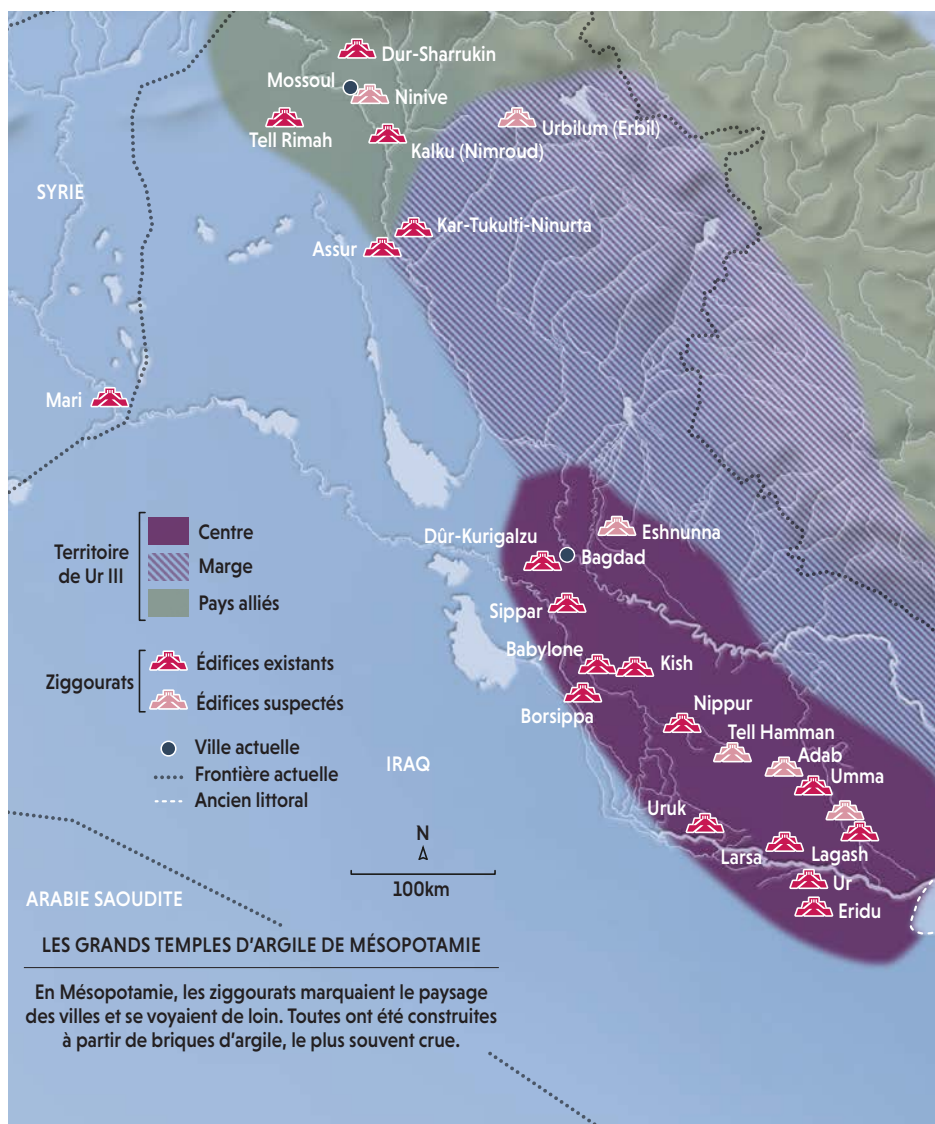 Dur-Sharrukin
Mossoul
Ninive
Tell Rimah
Urbilum (Erbil)
Kalku (Nimroud)
SYRIE
Kar-Tukulti-Ninurta
Assur
Mari
Territoire
de Ur III
Centre
Marge
Pays alliés
Ziggourats
Édifices existants
Édifices suspectés
Ville actuelle
Frontière actuelle
Ancien littoral
Eshnunna
Dûr-Kurigalzu
Bagdad
Sippar
Babylone
Kish
Borsippa
Nippur
Tell Hamman
Adab
Umma
IRAQ
Uruk
Larsa
Lagash
Ur
Eridu
N
100km
ARABIE SAOUDITE
LES GRANDS TEMPLES D'ARGILE DE MÉSOPOTAMIE
En Mésopotamie, les ziggourats marquaient le paysage
des villes et se voyaient de loin. Toutes ont été construites
à partir de briques d'argile, le plus souvent crue.